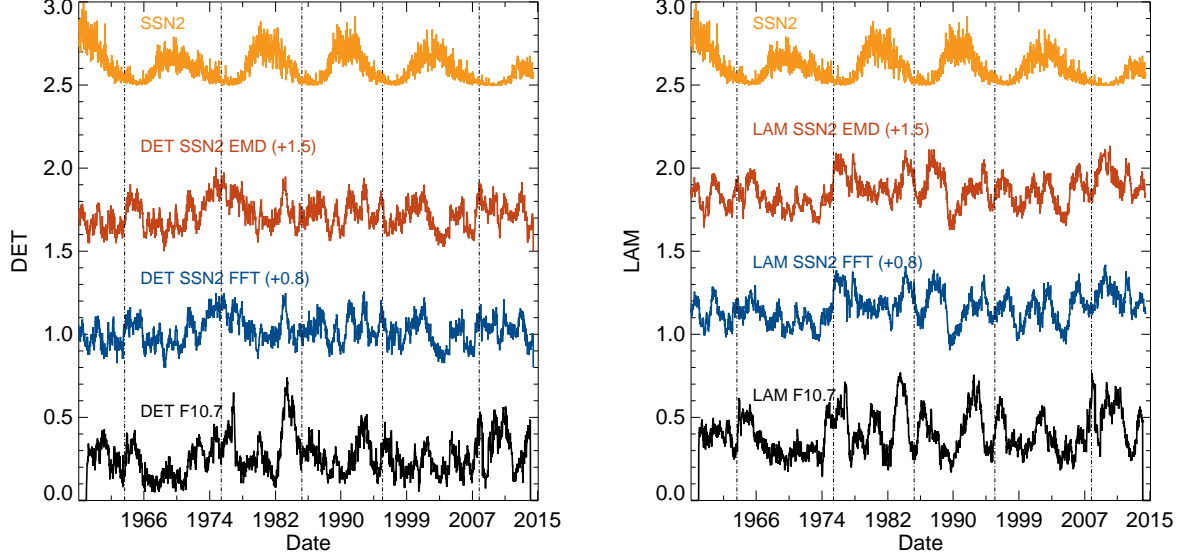 3.0
SSN2
2.5
DET SSN2 EMD (+1.5)
2.0
1.5
DET SSN2 FFT (+0.8)
1.0
DET F10.7
0.5
0.0
DET
1966 1974 1982 1990 1999 2007 2015
Date
3.0
SSN2
2.5
LAM SSN2 EMD (+1.5)
2.0
1.5
LAM SSN2 FFT (+0.8)
1.0
LAM F10.7
0.5
0.0
LAM
1966 1974 1982 1990 1999 2007 2015
Date